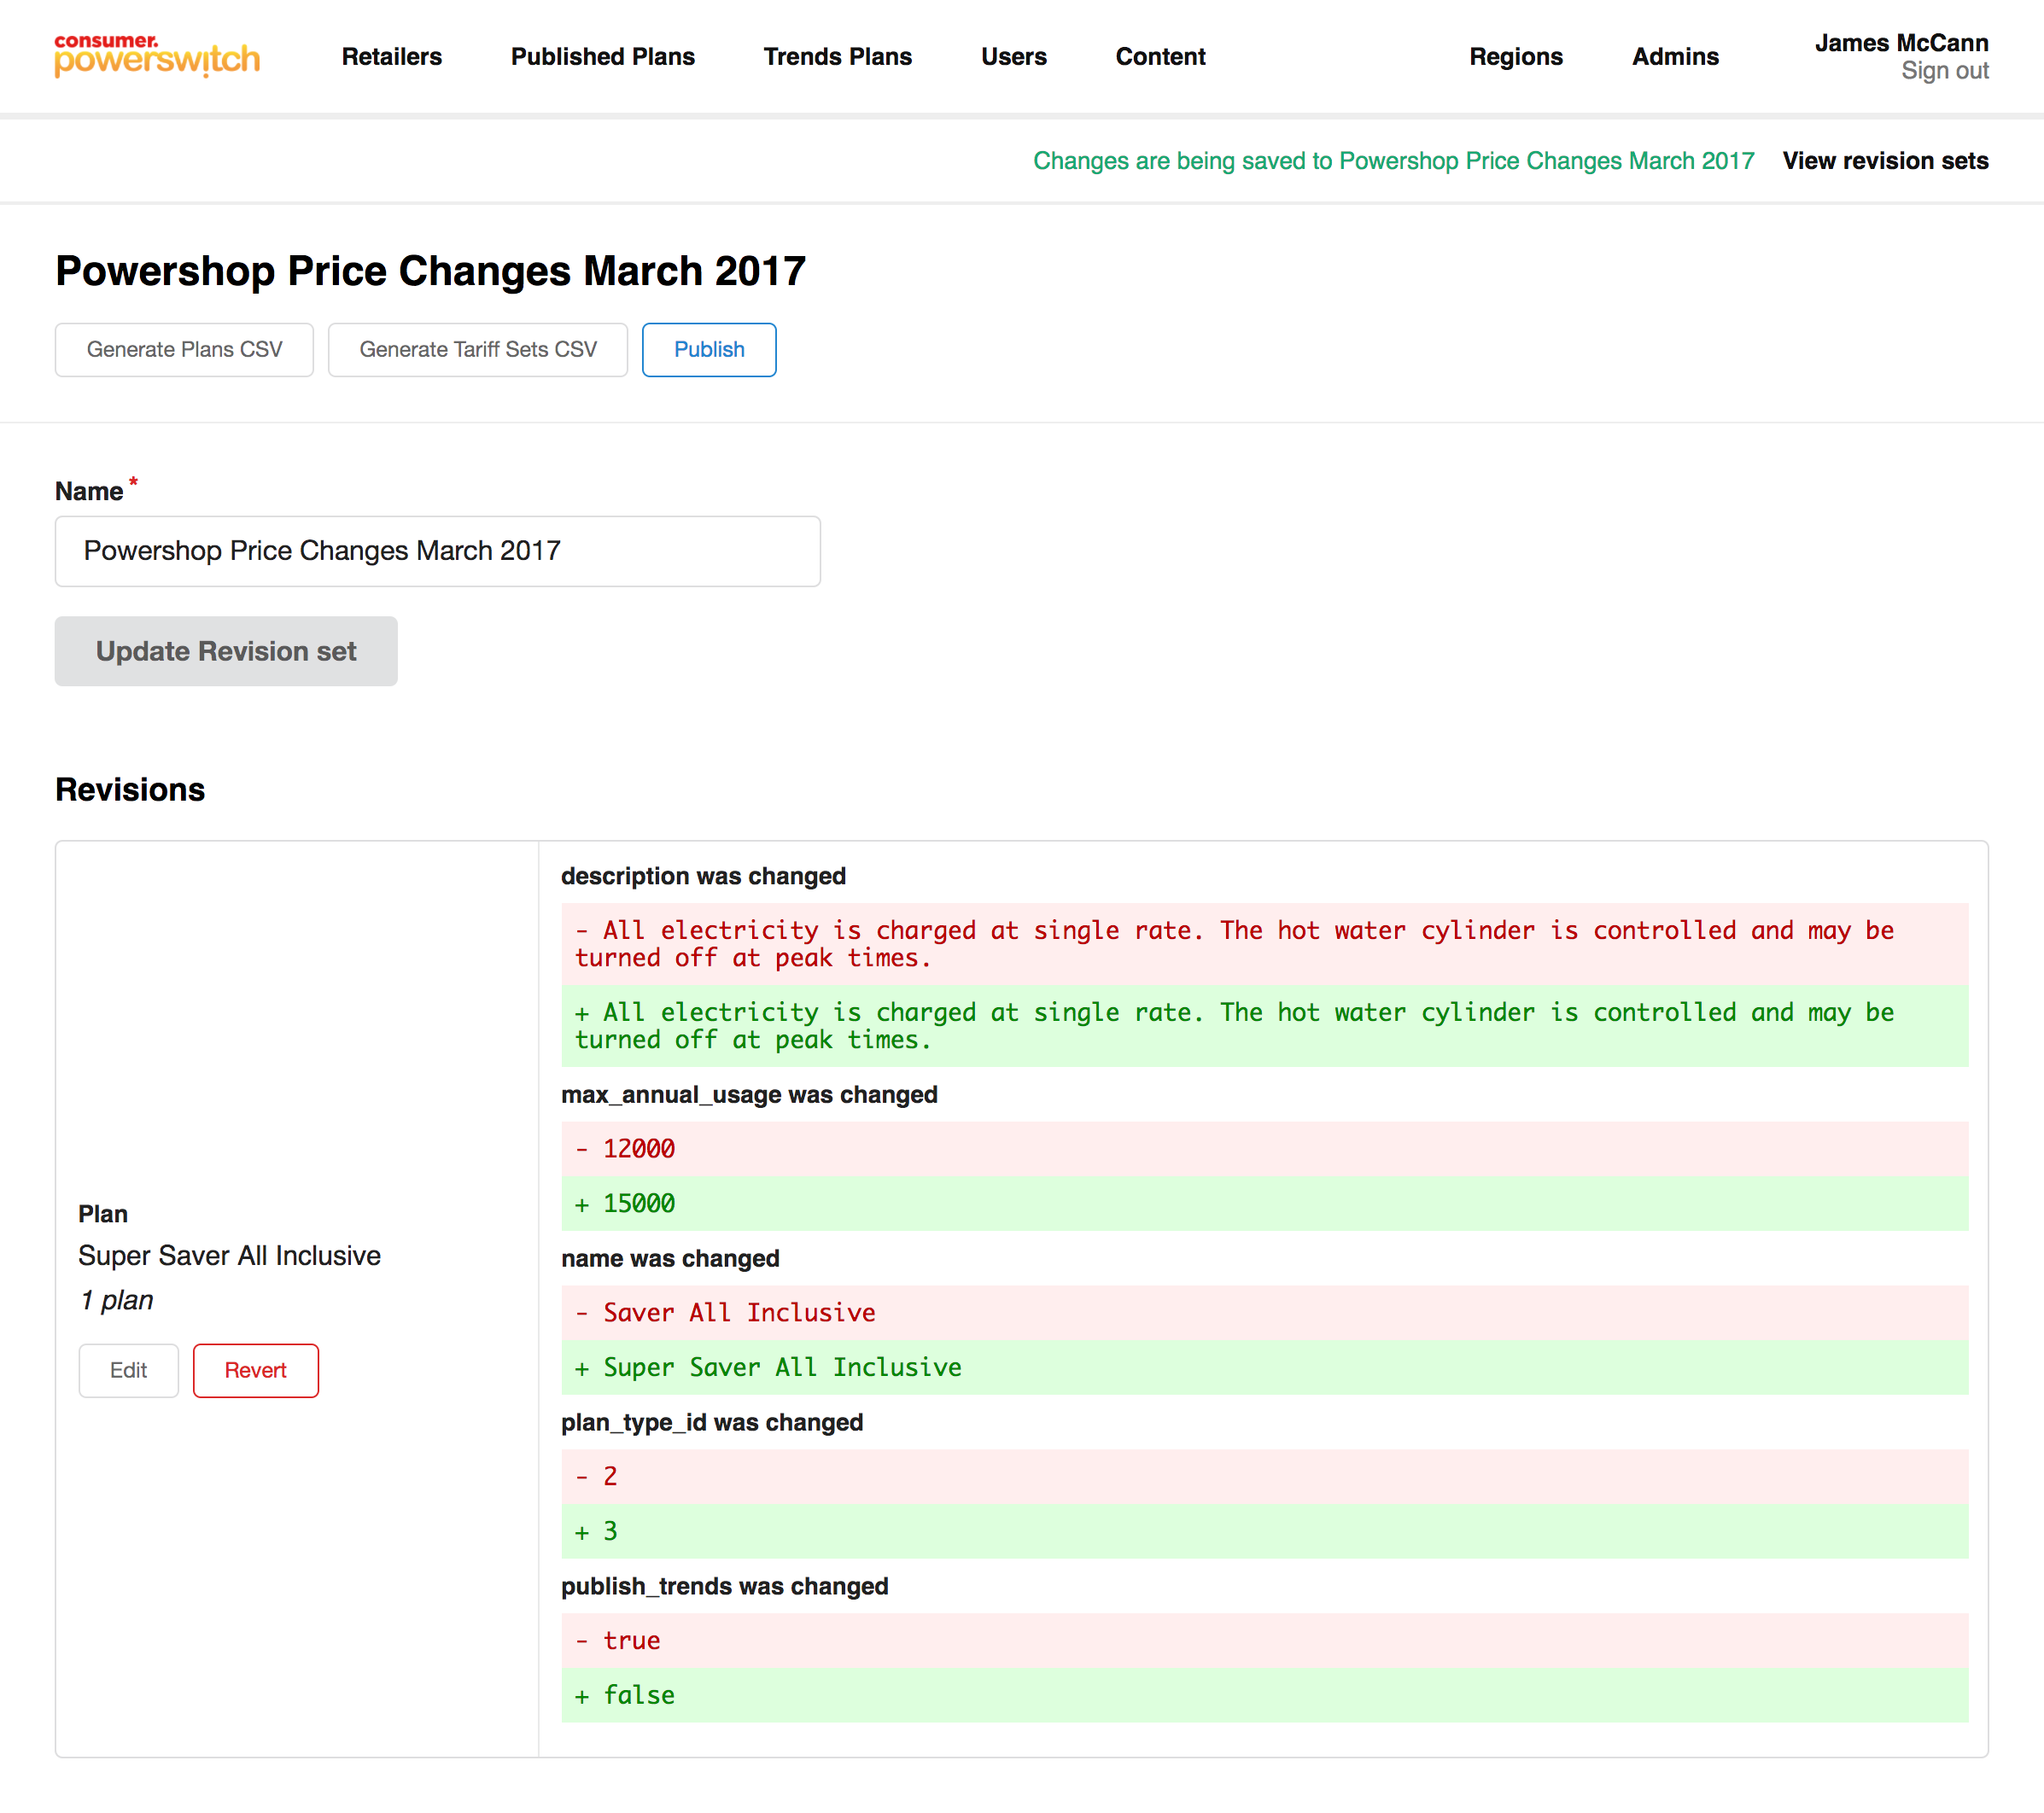 consumer.
powerswitch
Retailers Published Plans Trends Plans Users Content Regions Admins James McCann
Sign out
Changes are being saved to Powershop Price Changes March 2017 View revision sets
Powershop Price Changes March 2017
Generate Plans CSV Generate Tariff Sets CSV Publish
Name *
Powershop Price Changes March 2017
Update Revision set
Revisions
Plan
Super Saver All Inclusive
1 plan
Edit Revert
description was changed
- All electricity is charged at single rate. The hot water cylinder is controlled and may be
turned off at peak times.
+ All electricity is charged at single rate. The hot water cylinder is controlled and may be
turned off at peak times.
max_annual_usage was changed
- 12000
+ 15000
name was changed
- Saver All Inclusive
+ Super Saver All Inclusive
plan_type_id was changed
- 2
+ 3
publish_trends was changed
- true
+ false